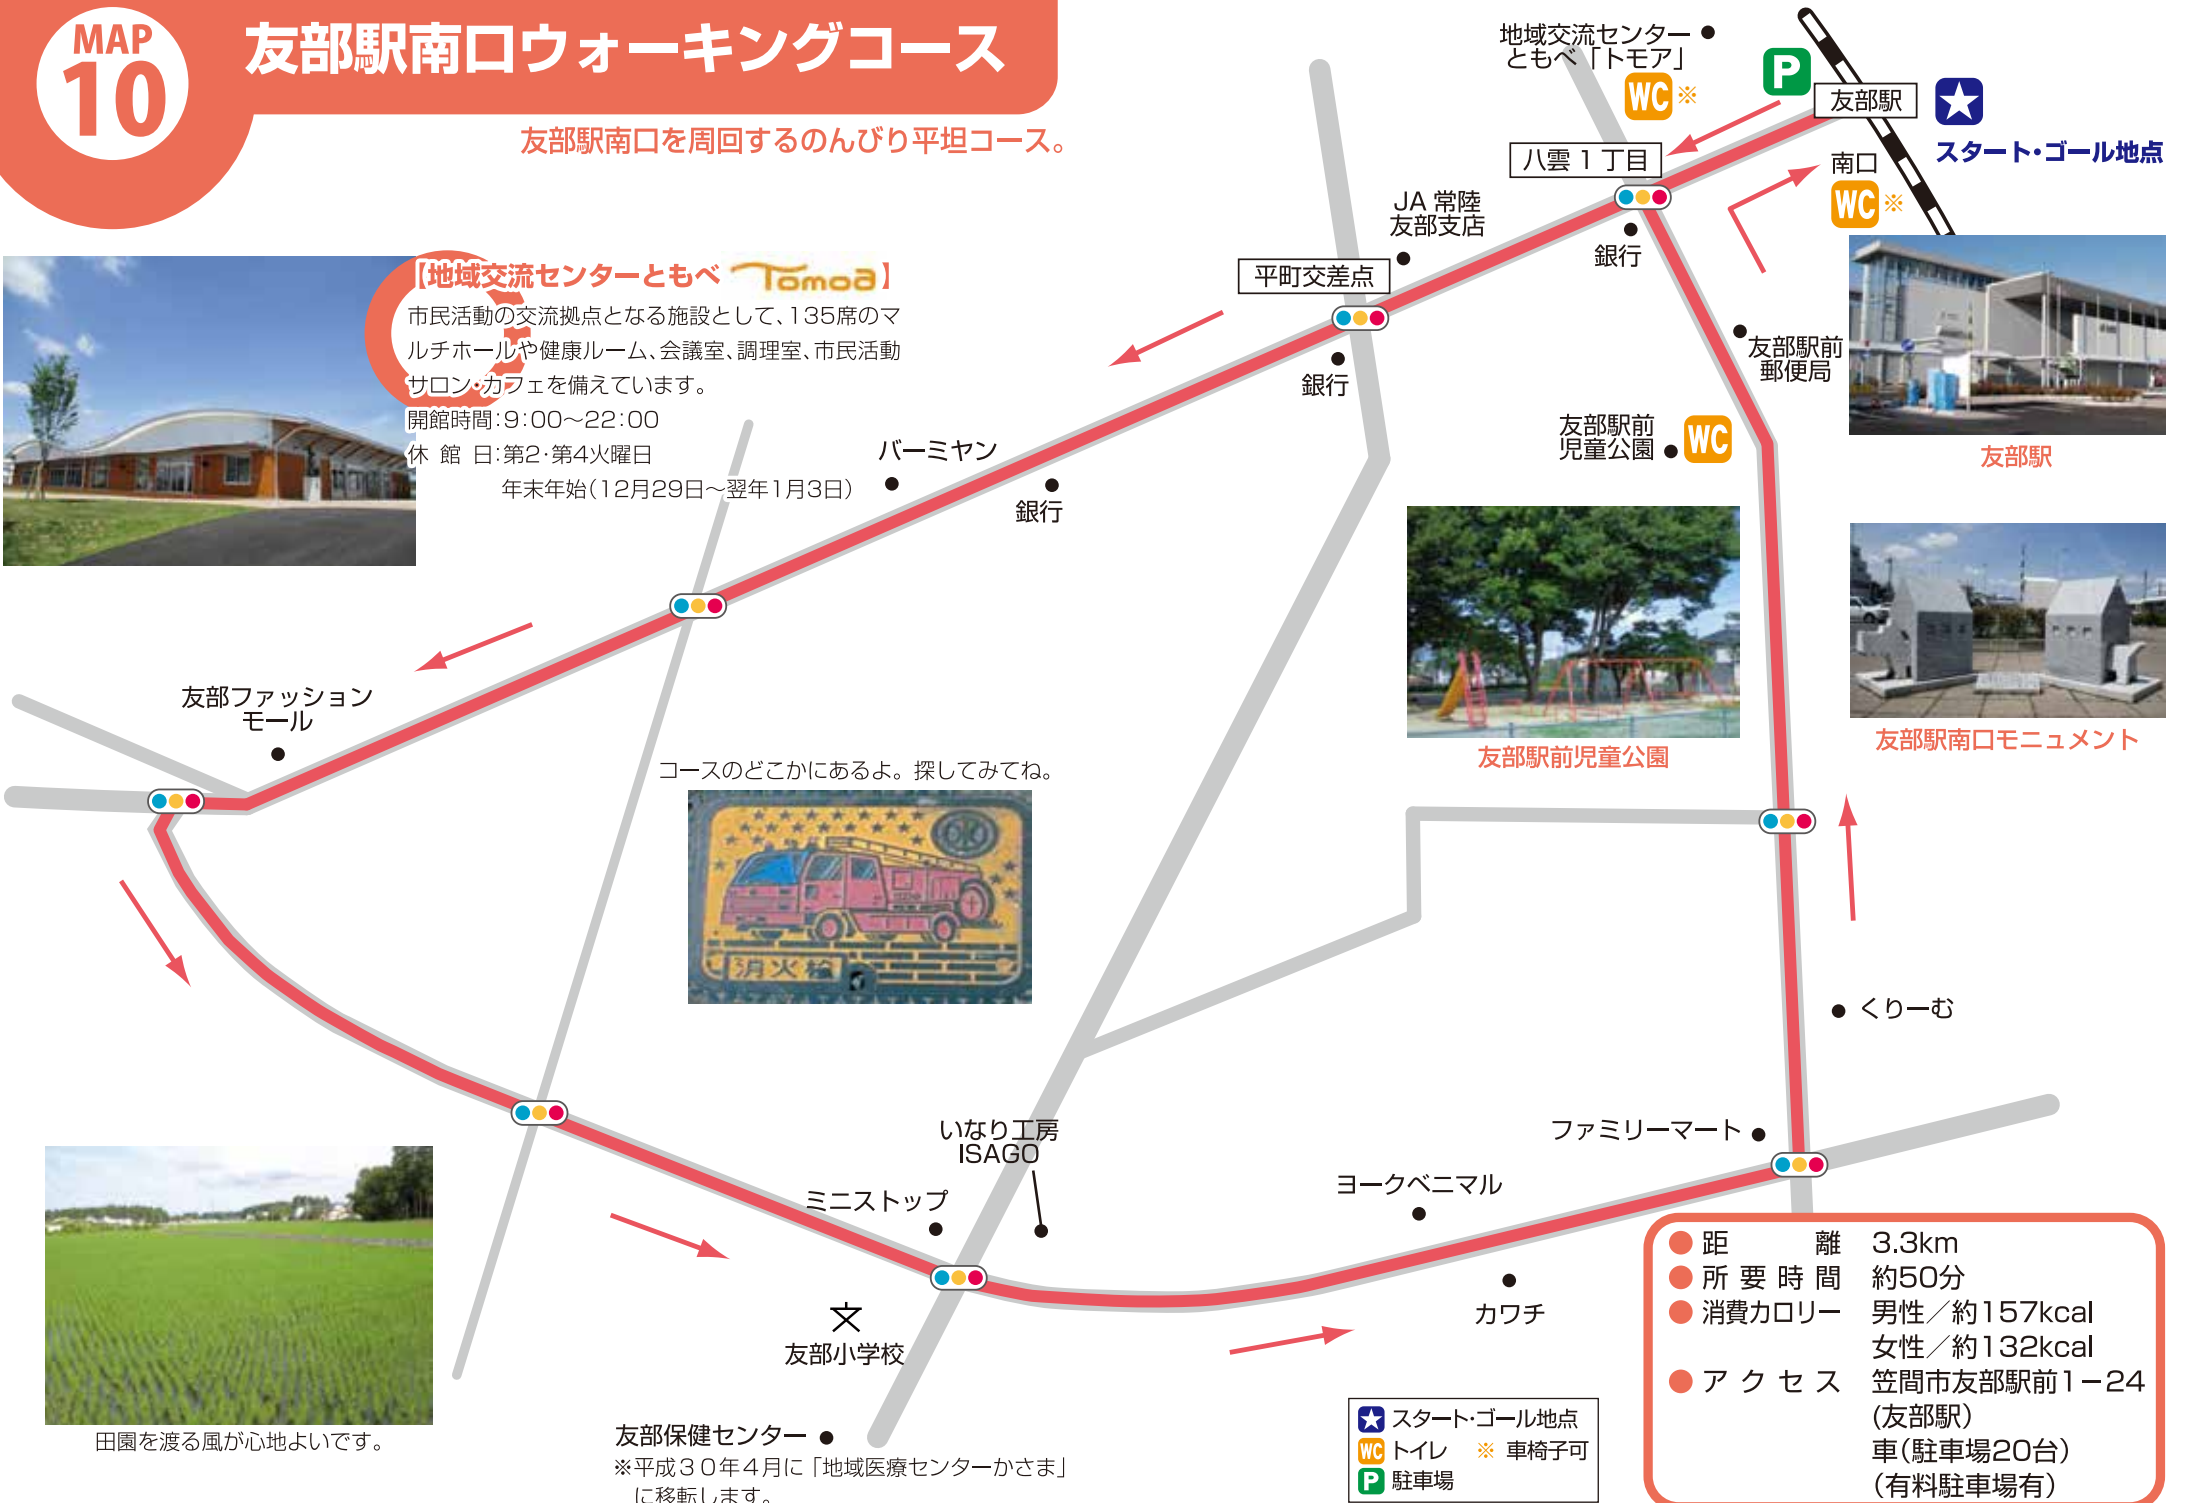 MAP
10
友部駅南口ウォーキングコース
友部駅南口を周回するのんびり平坦コース。
地域交流センター
ともべ「トモア」
WC ※
P
友部駅
スタート・ゴール地点
八雲1丁目
南口
WC ※
JA 常陸
友部支店
銀行
平町交差点
銀行
友部駅前
郵便局
友部駅
【地域交流センターともべ Tomoa】
市民活動の交流拠点となる施設として、135席のマ
ルチホールや健康ルーム、会議室、調理室、市民活動
サロン・カフェを備えています。
開館時間:9:00〜22:00
休 館 日:第2・第4火曜日
年末年始(12月29日〜翌年1月3日)
バーミヤン
銀行
友部駅前
児童公園
WC
友部駅前児童公園
友部駅南口モニュメント
友部ファッション
モール
コースのどこかにあるよ。探してみてね。
消火栓
くりーむ
ファミリーマート
いなり工房
ISAGO
ヨークベニマル
ミニストップ
カワチ
文
友部小学校
田園を渡る風が心地よいです。
友部保健センター
※平成30年4月に「地域医療センターかさま」
に移転します。
スタート・ゴール地点
WC トイレ ※ 車椅子可
P 駐車場
距離 3.3km
所要時間 約50分
消費カロリー 男性/約157kcal
女性/約132kcal
アクセス 笠間市友部駅前1−24
(友部駅)
車(駐車場20台)
(有料駐車場有)